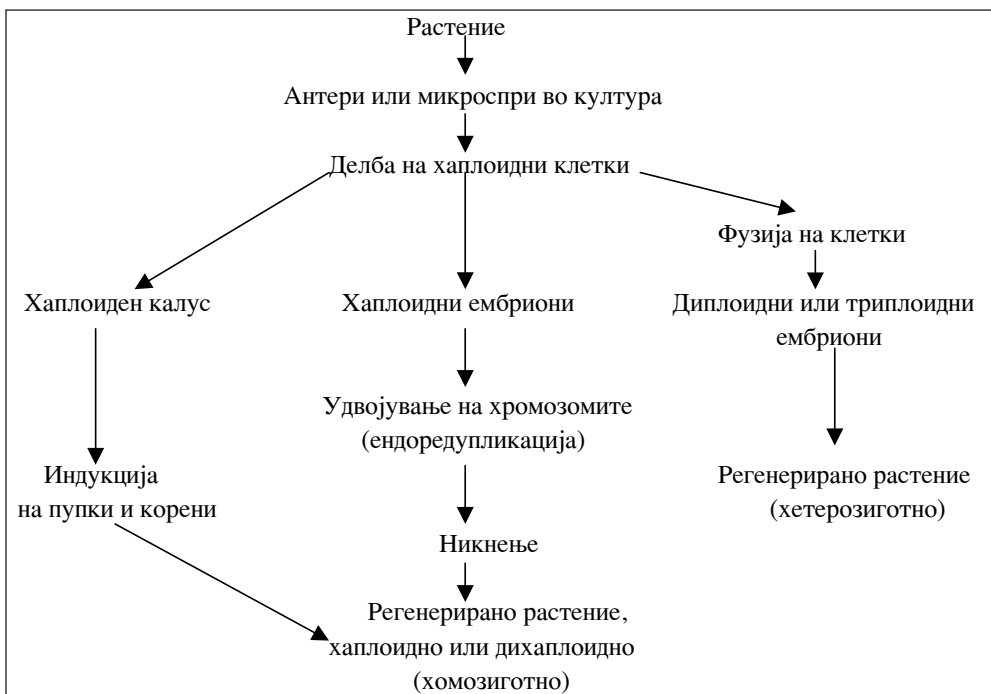 Растение
Антери или микроспри во култура
Делба на хаплоидни клетки
Фузија на клетки
Хаплоиден калус
Хаплоидни ембриони
Диплоидни или триплоидни
ембриони
Удвојување на хромозомите
(ендоредупликација)
Индукција
на пупки и корени
Регенерирано растение
(хетерозиготно)
Никнење
Регенерирано растение,
хаплоидно или дихаплоидно
(хомозиготно)